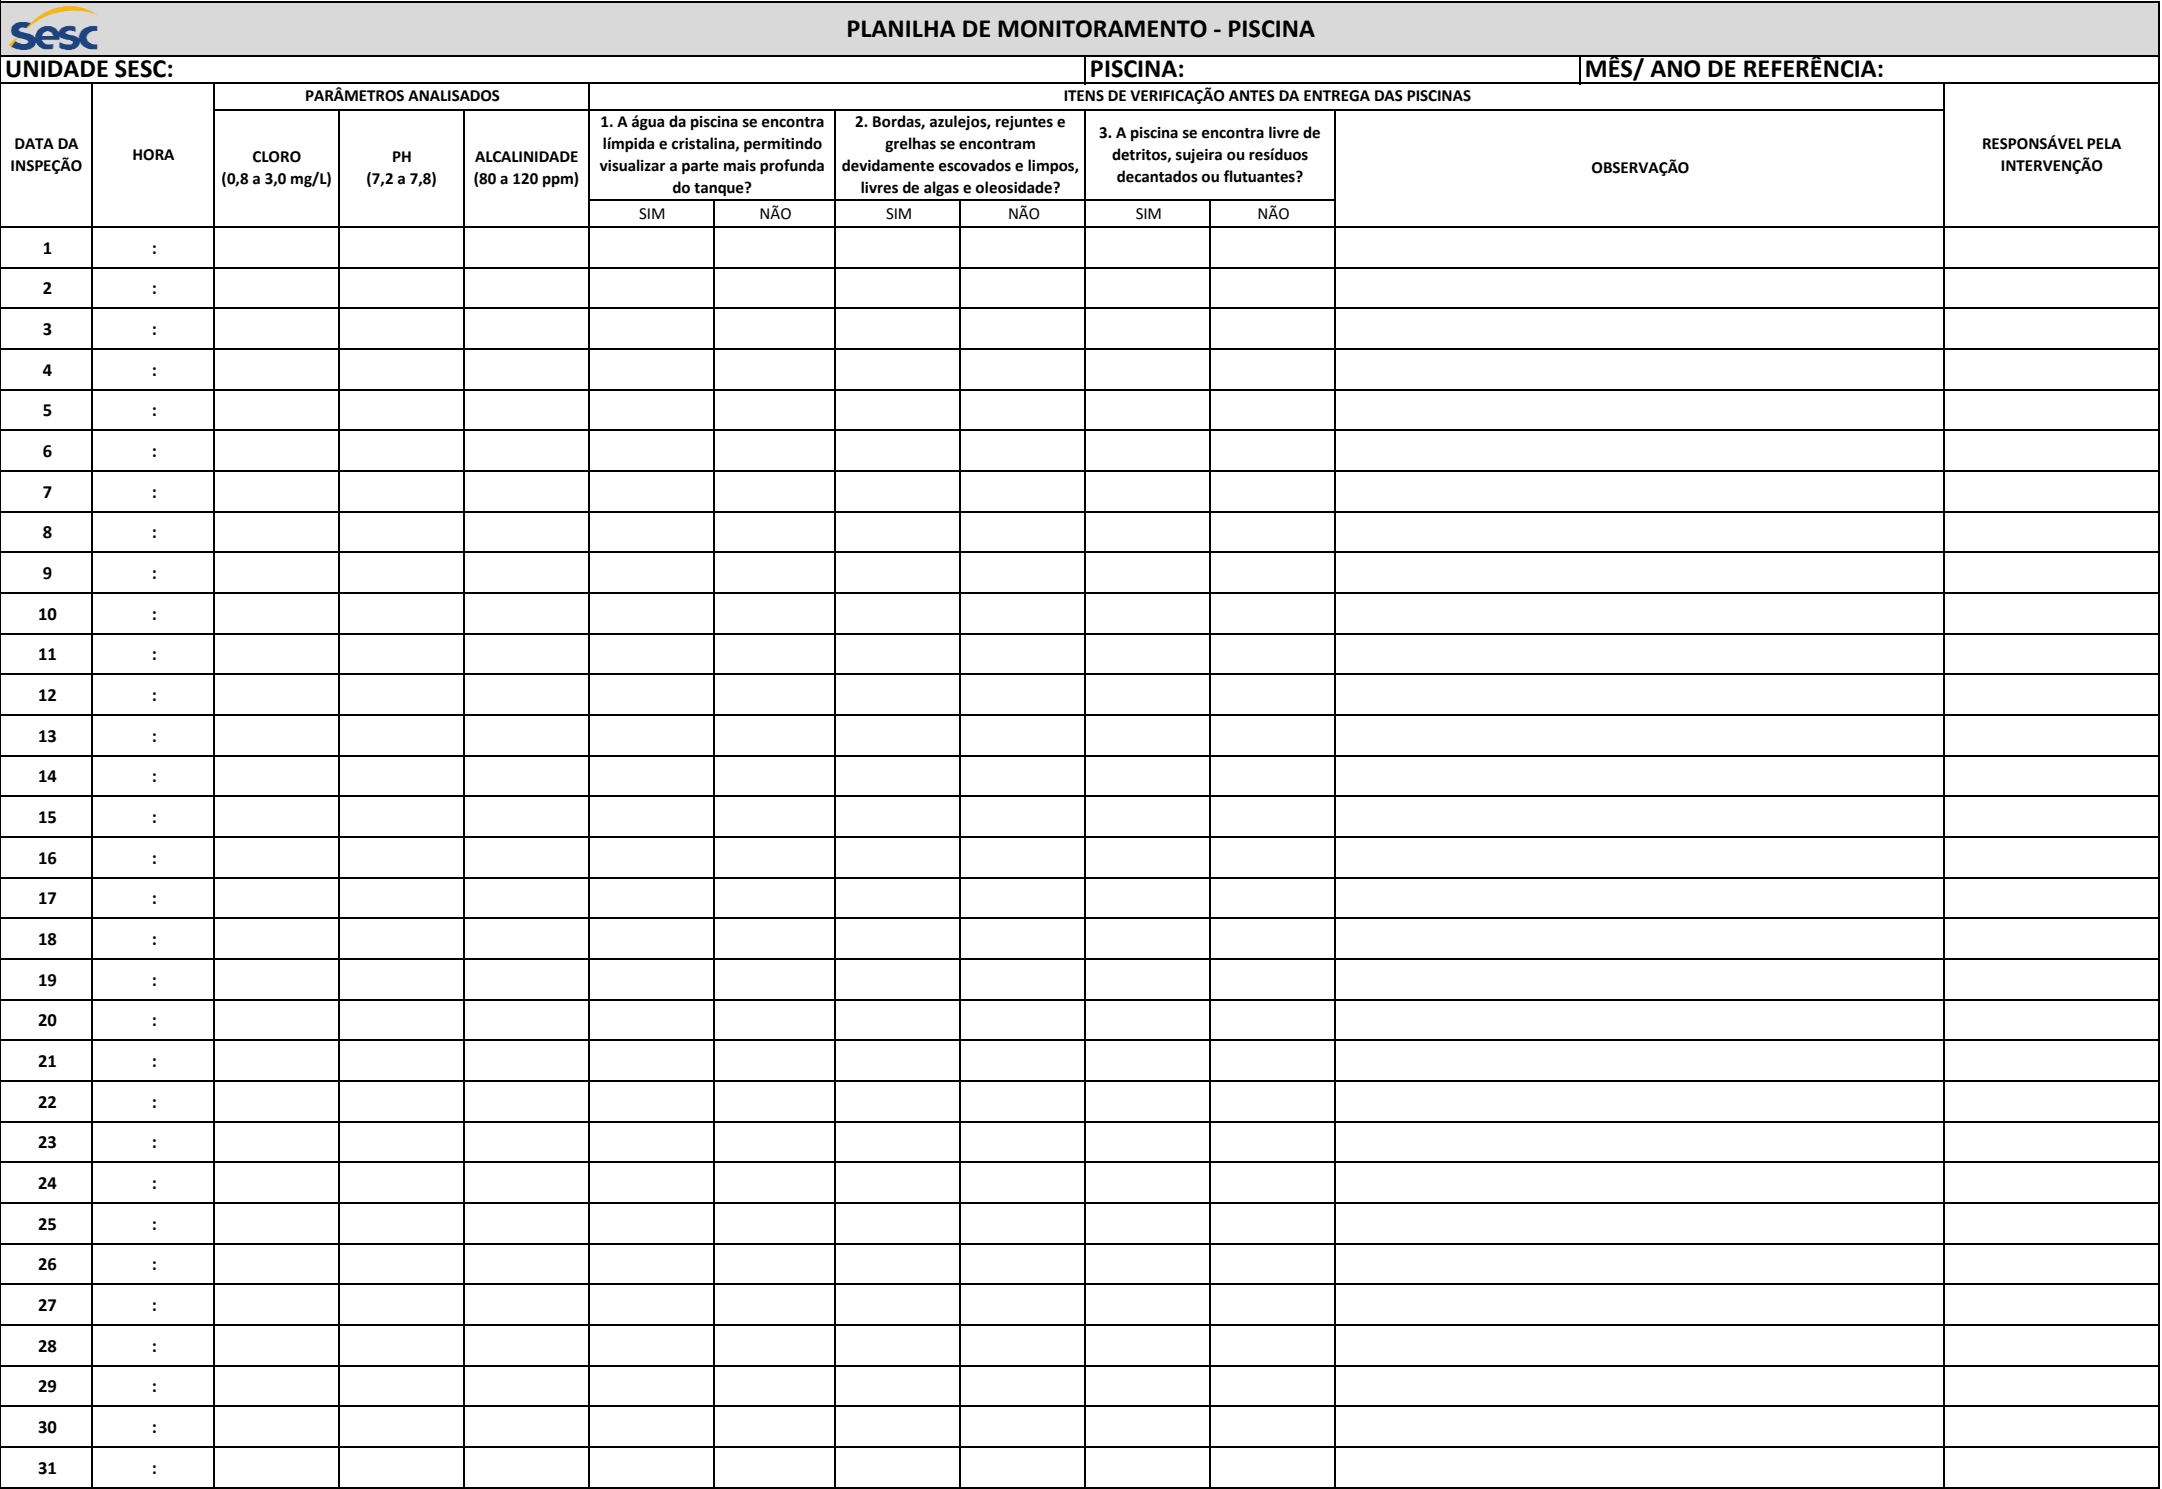 Sesc
PLANILHA DE MONITORAMENTO - PISCINA
UNIDADE SESC: PISCINA: MÊS/ ANO DE REFERÊNCIA:
DATA DA
INSPEÇÃO
HORA
PARÂMETROS ANALISADOS
CLORO
(0,8 a 3,0 mg/L)
PH
(7,2 a 7,8)
ALCALINIDADE
(80 a 120 ppm)
ITENS DE VERIFICAÇÃO ANTES DA ENTREGA DAS PISCINAS
1. A água da piscina se encontra
límpida e cristalina, permitindo
visualizar a parte mais profunda
do tanque?
2. Bordas, azulejos, rejuntes e
grelhas se encontram
devidamente escovados e limpos,
livres de algas e oleosidade?
3. A piscina se encontra livre de
detritos, sujeira ou resíduos
decantados ou flutuantes?
OBSERVAÇÃO
RESPONSÁVEL PELA
INTERVENÇÃO
SIM NÃO SIM NÃO SIM NÃO
1 :
2 :
3 :
4 :
5 :
6 :
7 :
8 :
9 :
10 :
11 :
12 :
13 :
14 :
15 :
16 :
17 :
18 :
19 :
20 :
21 :
22 :
23 :
24 :
25 :
26 :
27 :
28 :
29 :
30 :
31 :